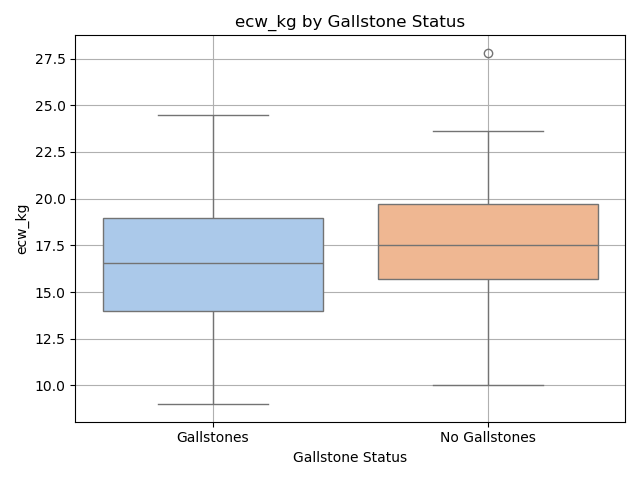 ecw_kg by Gallstone Status
27.5
25.0
22.5
20.0
17.5
15.0
12.5
10.0
ecw_kg
Gallstones
No Gallstones
Gallstone Status